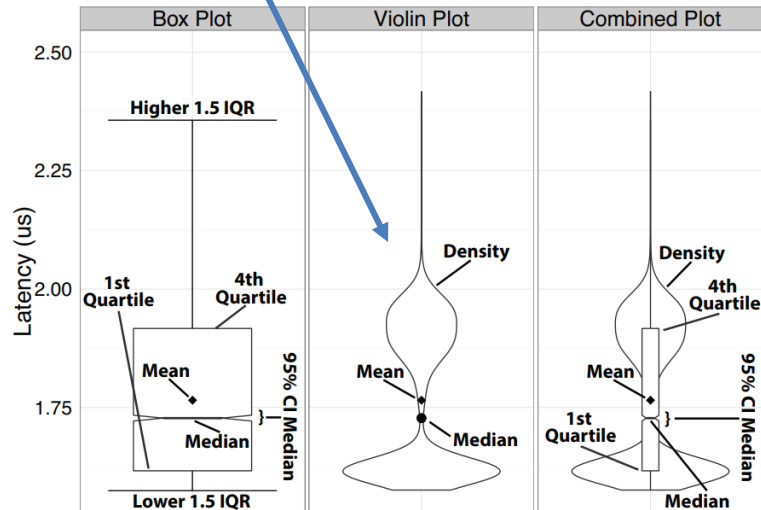 Box Plot
Violin Plot
Combined Plot
Latency (us)
2.50
2.25
2.00
1.75
Higher 1.5 IQR
1st
Quartile
4th
Quartile
Mean
Median
95% CI Median
}
Lower 1.5 IQR
Density
Mean
Median
Density
4th
Quartile
Mean
1st
Quartile
}
95% CI Median
Median